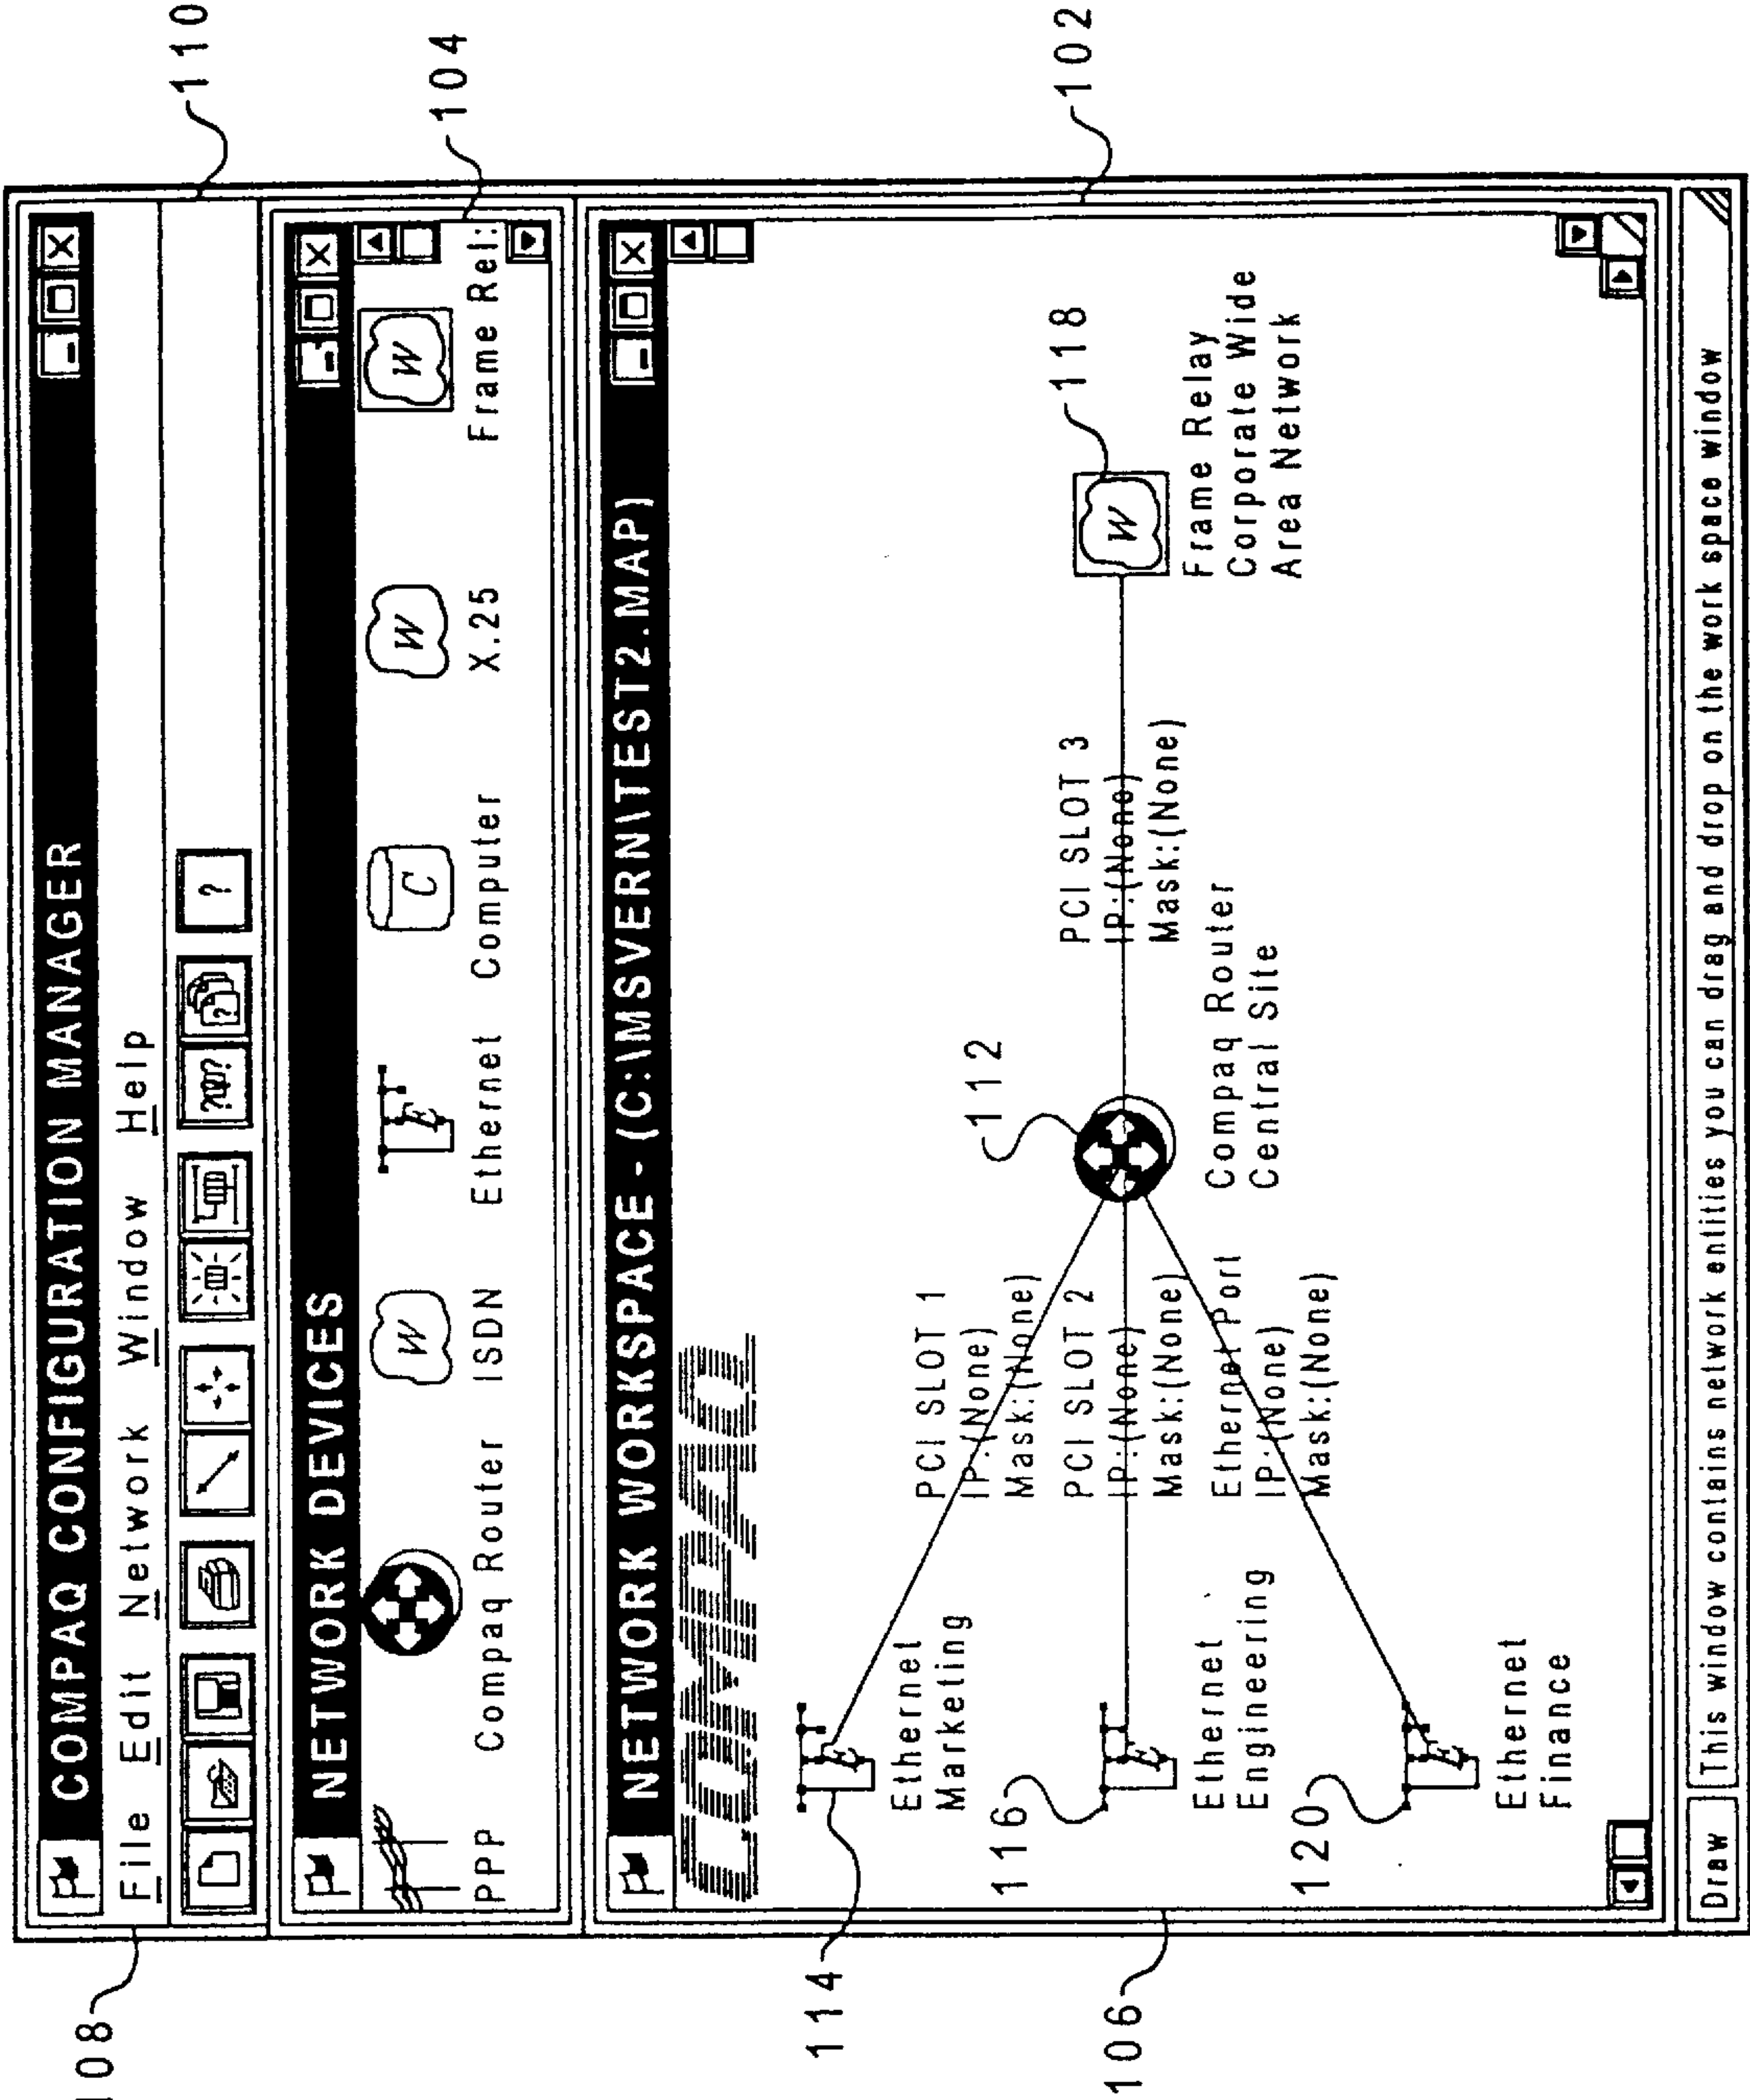 110
104
102
108
COMPAQ CONFIGURATION MANAGER
File Edit Network Window Help
?
NETWORK DEVICES
W
E
C
W
W
PPP Compaq Router ISDN Ethernet Computer X.25 Frame Rel:
NETWORK WORKSPACE - (C:\MSVERN\TEST2.MAP)
COMPAQ
114
E
Ethernet
Marketing
PCI SLOT 1
IP:(None)
Mask:(None)
116
E
Ethernet
Engineering
PCI SLOT 2
IP:(None)
Mask:(None)
120
E
Ethernet
Finance
Ethernet Port
IP:(None)
Mask:(None)
112
Compaq Router
Central Site
PCI SLOT 3
IP:(None)
Mask:(None)
118
W
Frame Relay
Corporate Wide
Area Network
106
Draw This window contains network entities you can drag and drop on the work space window